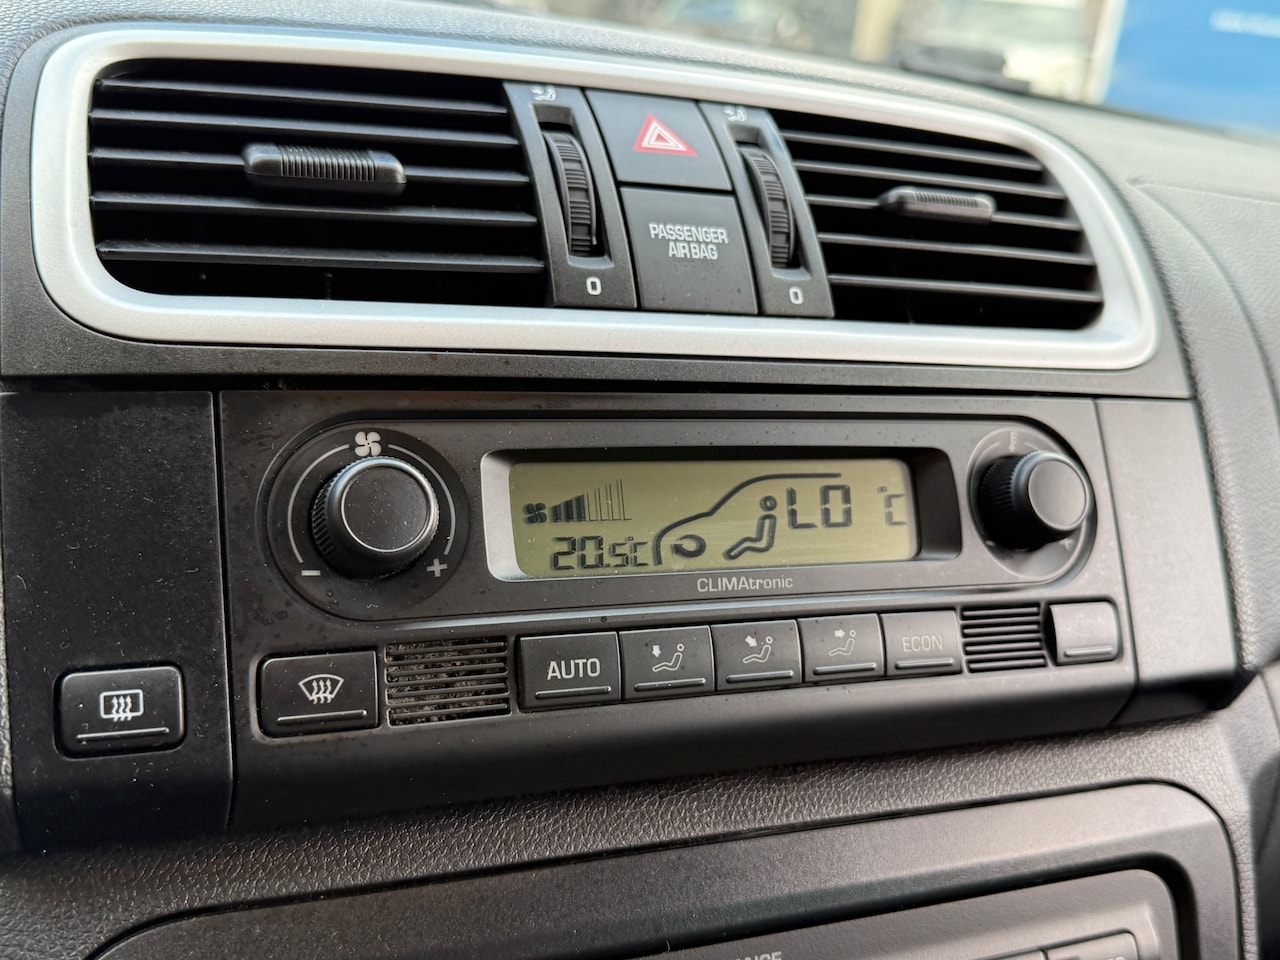 PASSENGER
AIR BAG
0
0
LO °C
20.5°C
CLIMAtronic
− +
AUTO
ECON